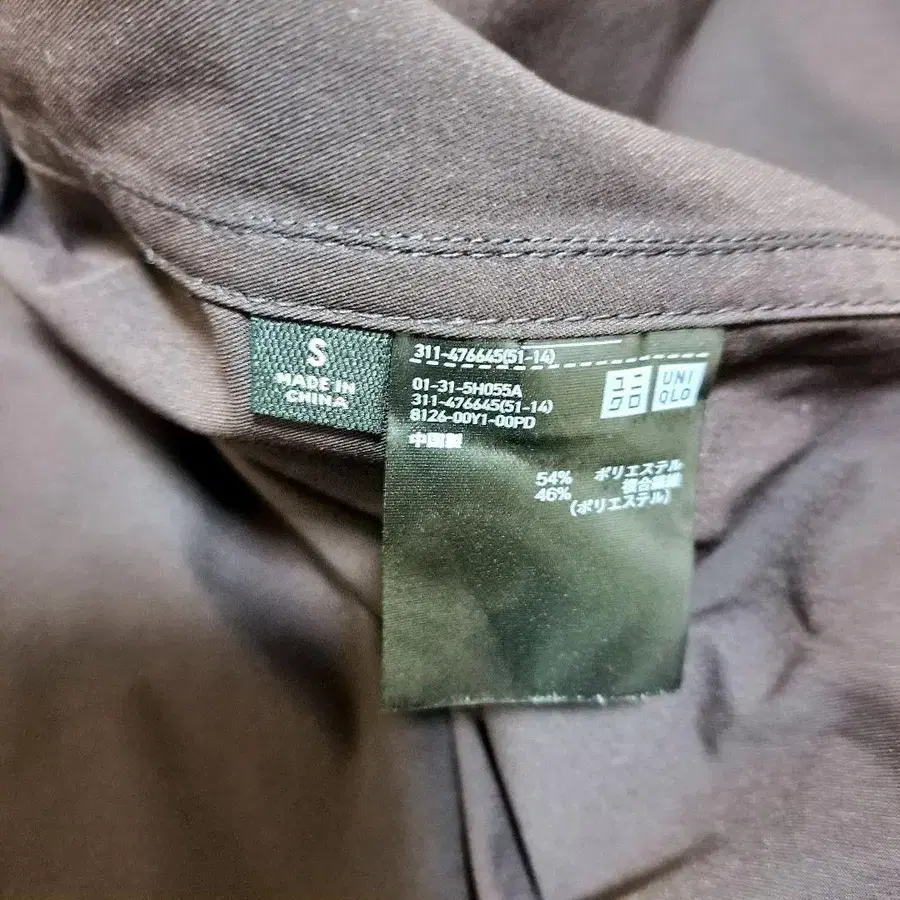 S
MADE IN
CHINA
311-476645(51-14)
01-31-5H055A
311-476645(51-14)
8126-00Y1-00PD
中国製
ユニ
クロ
UNI
QLO
54% ポリエステル
46% 複合繊維
(ポリエステル)